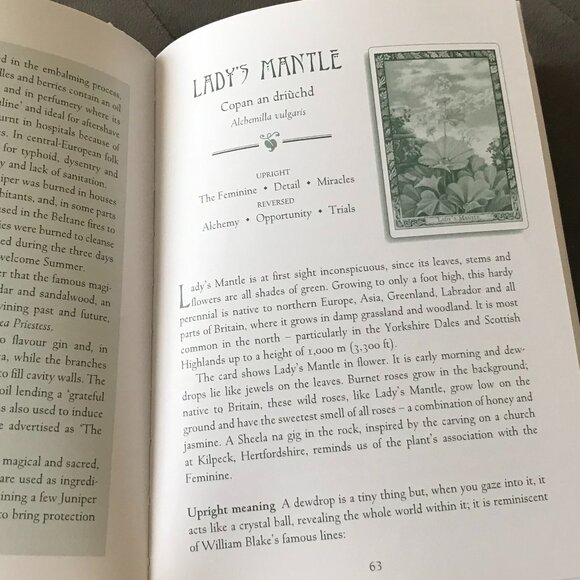 d in the embalming process,
dles and berries contain an oil
and in perfumery where its
uline' and ideal for aftershave
urnt in hospitals because of
s. In central-European folk
for typhoid, dysentry and
y and lack of sanitation.
niper was burned in houses
bitants, and, in some parts
used in the Beltane fires to
es were burned to cleanse
ed during the three days
welcome Summer.
er that the famous magi-
dar and sandalwood, an
vining past and future,
ea Priestess.
o flavour gin and, in
ca, while the branches
to fill cavity walls. The
oil lending a 'grateful
as also used to induce
e advertised as 'The
magical and sacred,
are used as ingredi-
ining a few Juniper
to bring protection
LADY'S MANTLE
Copan an driùchd
Alchemilla vulgaris
UPRIGHT
The Feminine • Detail • Miracles
REVERSED
Alchemy • Opportunity • Trials
Lady's Mantle
Lady's Mantle is at first sight inconspicuous, since its leaves, stems and
flowers are all shades of green. Growing to only a foot high, this hardy
perennial is native to northern Europe, Asia, Greenland, Labrador and all
parts of Britain, where it grows in damp grassland and woodland. It is most
common in the north – particularly in the Yorkshire Dales and Scottish
Highlands up to a height of 1,000 m (3,300 ft).
The card shows Lady's Mantle in flower. It is early morning and dew-
drops lie like jewels on the leaves. Burnet roses grow in the background;
native to Britain, these wild roses, like Lady's Mantle, grow low on the
ground and have the sweetest smell of all roses – a combination of honey and
jasmine. A Sheela na gig in the rock, inspired by the carving on a church
at Kilpeck, Hertfordshire, reminds us of the plant's association with the
Feminine.
Upright meaning A dewdrop is a tiny thing but, when you gaze into it, it
acts like a crystal ball, revealing the whole world within it; it is reminiscent
of William Blake's famous lines:
63